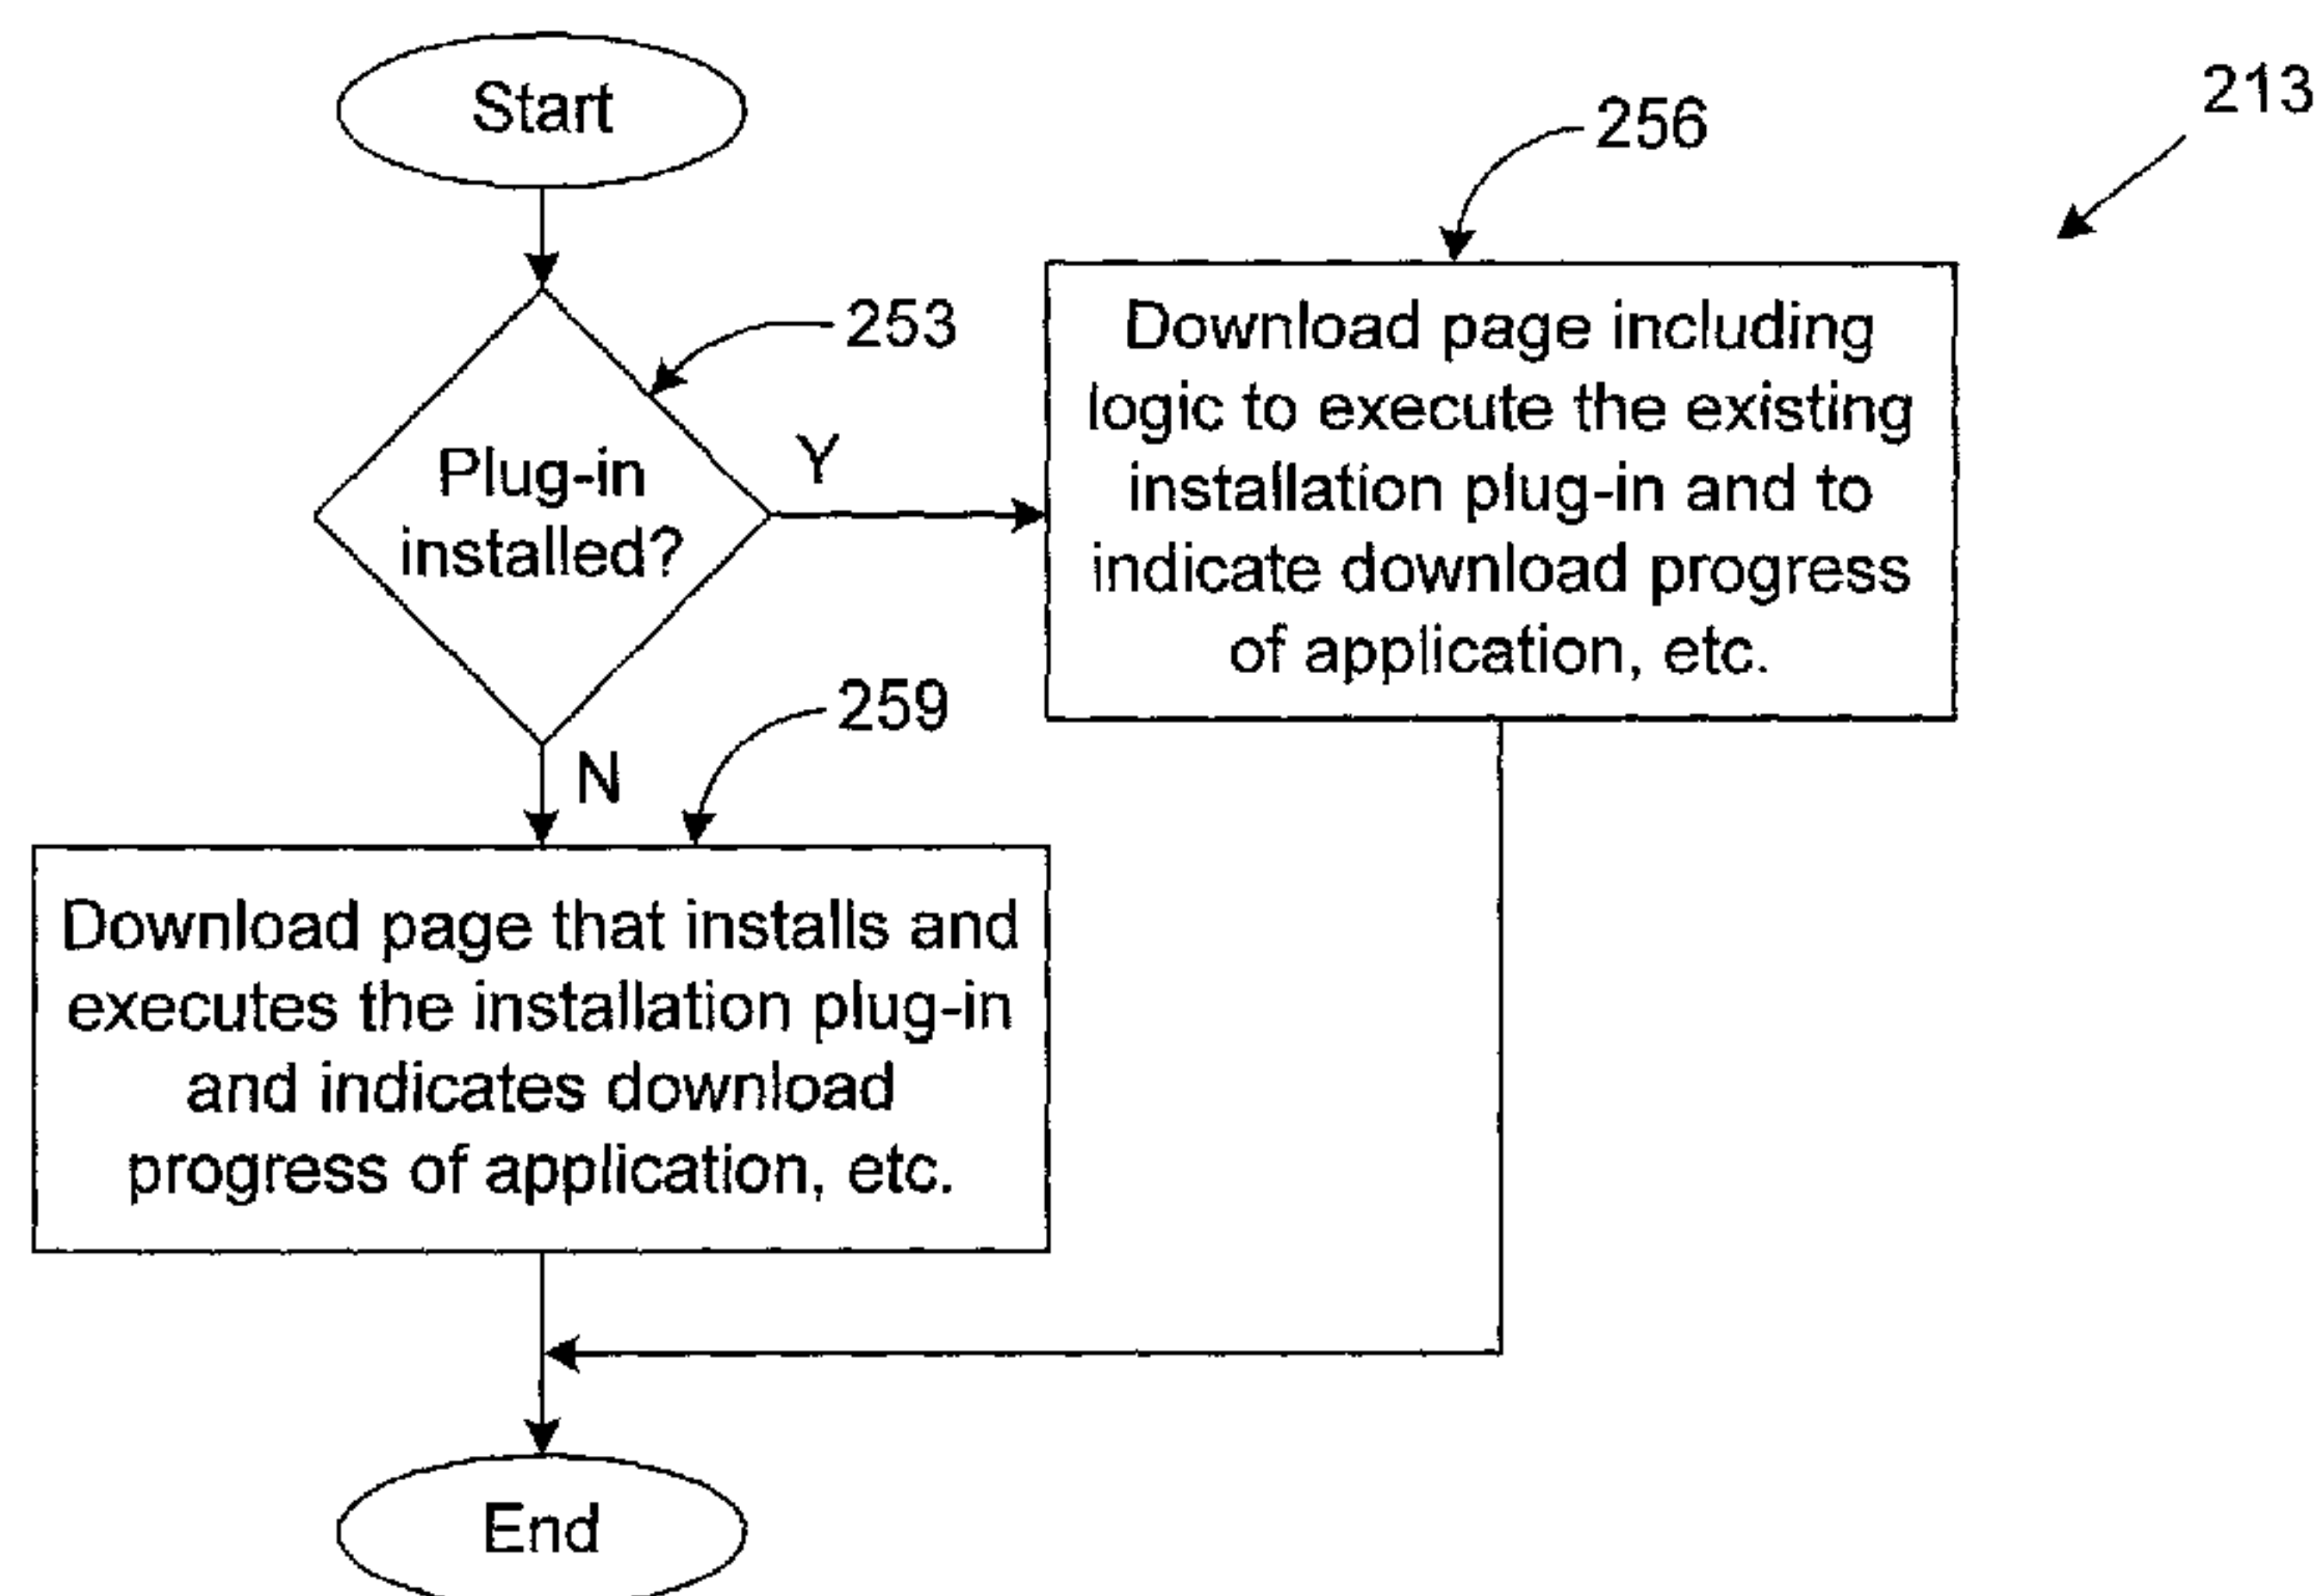 Start
213
256
253
Plug-in
installed?
Y
Download page including
logic to execute the existing
installation plug-in and to
indicate download progress
of application, etc.
259
N
Download page that installs and
executes the installation plug-in
and indicates download
progress of application, etc.
End